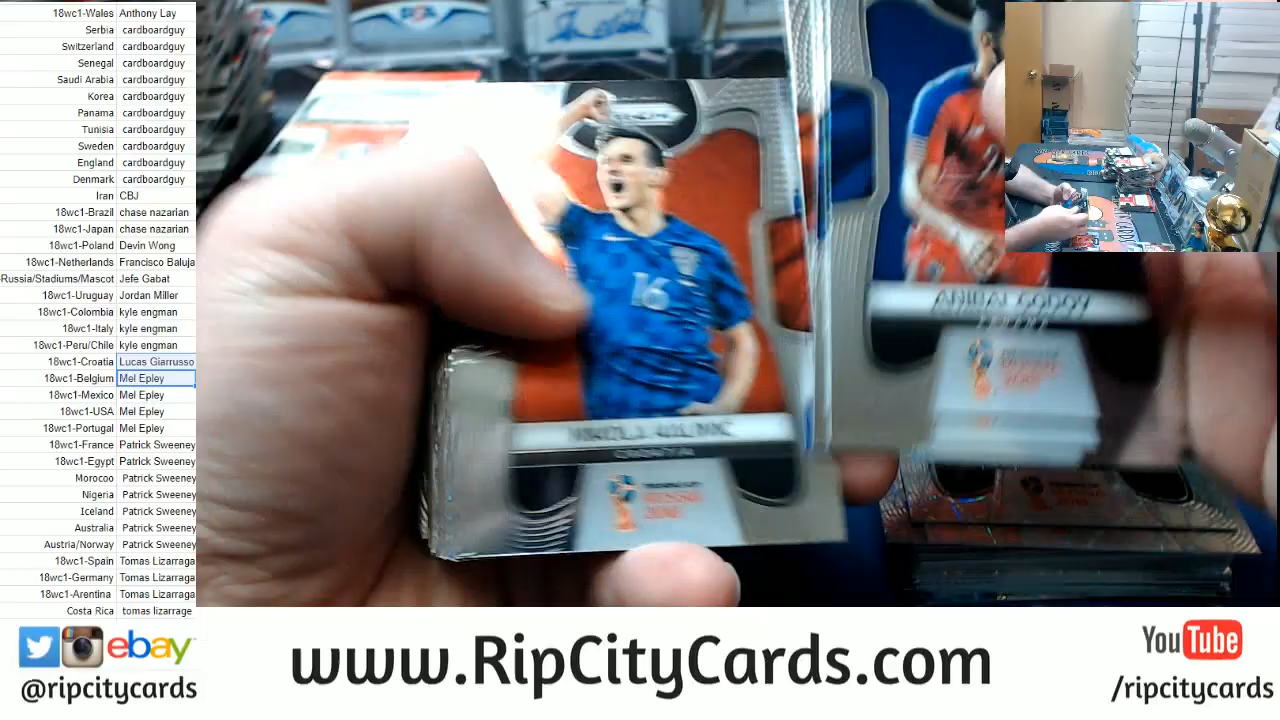 18wc1-Wales Anthony Lay
Serbia cardboardguy
Switzerland cardboardguy
Senegal cardboardguy
Saudi Arabia cardboardguy
Korea cardboardguy
Panama cardboardguy
Tunisia cardboardguy
Sweden cardboardguy
England cardboardguy
Denmark cardboardguy
Iran CBJ
18wc1-Brazil chase nazarian
18wc1-Japan chase nazarian
18wc1-Poland Devin Wong
18wc1-Netherlands Francisco Baluja
-Russia/Stadiums/Mascot Jefe Gabat
18wc1-Uruguay Jordan Miller
18wc1-Colombia kyle engman
18wc1-Italy kyle engman
18wc1-Peru/Chile kyle engman
18wc1-Croatia Lucas Giarrusso
18wc1-Belgium Mel Epley
18wc1-Mexico Mel Epley
18wc1-USA Mel Epley
18wc1-Portugal Mel Epley
18wc1-France Patrick Sweeney
18wc1-Egypt Patrick Sweeney
Morocoo Patrick Sweeney
Nigeria Patrick Sweeney
Iceland Patrick Sweeney
Australia Patrick Sweeney
Austria/Norway Patrick Sweeney
18wc1-Spain Tomas Lizarraga
18wc1-Germany Tomas Lizarraga
18wc1-Arentina Tomas Lizarraga
Costa Rica tomas lizarrage
16
CROATIA
RUSSIA
2018
ANIBAL GODOY
ebay
@ripcitycards
www.RipCityCards.com
YouTube
/ripcitycards